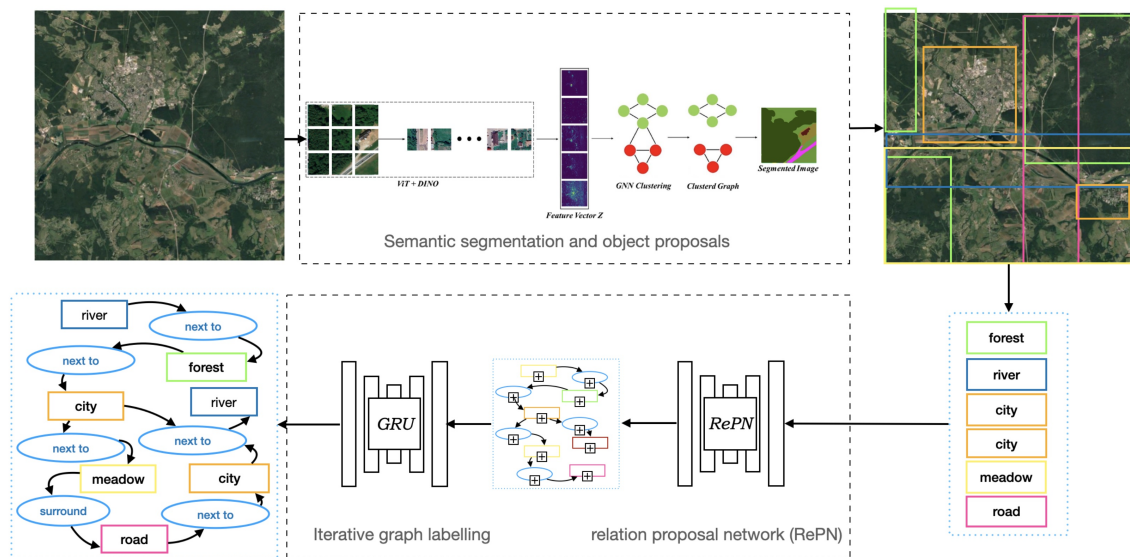 ViT + DINO
Feature Vector Z
GNN Clustering
Clusterd Graph
Segmented Image
Semantic segmentation and object proposals
forest
river
city
city
meadow
road
RePN
relation proposal network (RePN)
GRU
Iterative graph labelling
river
next to
next to
forest
city
river
next to
next to
meadow
city
surround
next to
road